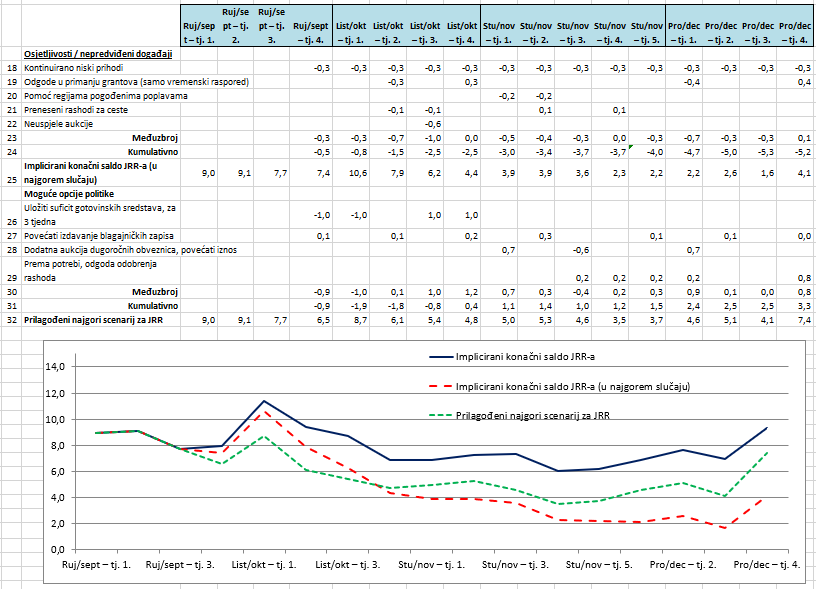 Ruj/se Ruj/se
Ruj/sep pt – tj. pt – tj. Ruj/sept List/okt List/okt List/okt List/okt Stu/nov Stu/nov Stu/nov Stu/nov Stu/nov Pro/dec Pro/dec Pro/dec Pro/dec
t – tj. 1. 2. 3. – tj. 4. – tj. 1. – tj. 2. – tj. 3. – tj. 4. – tj. 1. – tj. 2. – tj. 3. – tj. 4. – tj. 5. – tj. 1. – tj. 2. – tj. 3. – tj. 4.
Osjetljivosti / nepredviđeni događaji
18 Kontinuirano niski prihodi -0,3 -0,3 -0,3 -0,3 -0,3 -0,3 -0,3 -0,3 -0,3 -0,3 -0,3 -0,3 -0,3 -0,3
19 Odgode u primanju grantova (samo vremenski raspored) -0,3 0,3 -0,4 0,4
20 Pomoć regijama pogođenima poplavama -0,2 -0,2
21 Preneseni rashodi za ceste -0,1 -0,1 0,1 0,1
22 Neuspjele aukcije -0,6
23 Međuzbroj -0,3 -0,3 -0,7 -1,0 0,0 -0,5 -0,4 -0,3 0,0 -0,3 -0,7 -0,3 -0,3 0,1
24 Kumulativno -0,5 -0,8 -1,5 -2,5 -2,5 -3,0 -3,4 -3,7 -3,7 -4,0 -4,7 -5,0 -5,3 -5,2
Implicirani konačni saldo JRR-a (u
25 najgorem slučaju) 9,0 9,1 7,7 7,4 10,6 7,9 6,2 4,4 3,9 3,9 3,6 2,3 2,2 2,2 2,6 1,6 4,1
Moguće opcije politike
Uložiti suficit gotovinskih sredstava, za
26 3 tjedna -1,0 -1,0 1,0 1,0
27 Povećati izdavanje blagajničkih zapisa 0,1 0,1 0,2 0,3 0,1 0,1 0,0
28 Dodatna aukcija dugoročnih obveznica, povećati iznos 0,7 -0,6 0,7
Prema potrebi, odgoda odobrenja
29 rashoda 0,2 0,2 0,2 0,2 0,8
30 Međuzbroj -0,9 -1,0 0,1 1,0 1,2 0,7 0,3 -0,4 0,2 0,3 0,9 0,1 0,0 0,8
31 Kumulativno -0,9 -1,9 -1,8 -0,8 0,4 1,1 1,4 1,0 1,2 1,5 2,4 2,5 2,5 3,3
32 Prilagođeni najgori scenarij za JRR 9,0 9,1 7,7 6,5 8,7 6,1 5,4 4,8 5,0 5,3 4,6 3,5 3,7 4,6 5,1 4,1 7,4
Implicirani konačni saldo JRR-a
Implicirani konačni saldo JRR-a (u najgorem slučaju)
Prilagođeni najgori scenarij za JRR
14,0
12,0
10,0
8,0
6,0
4,0
2,0
0,0
Ruj/sept – tj. 1. Ruj/sept – tj. 3. List/okt – tj. 1. List/okt – tj. 3. Stu/nov – tj. 1. Stu/nov – tj. 3. Stu/nov – tj. 5. Pro/dec – tj. 2. Pro/dec – tj. 4.